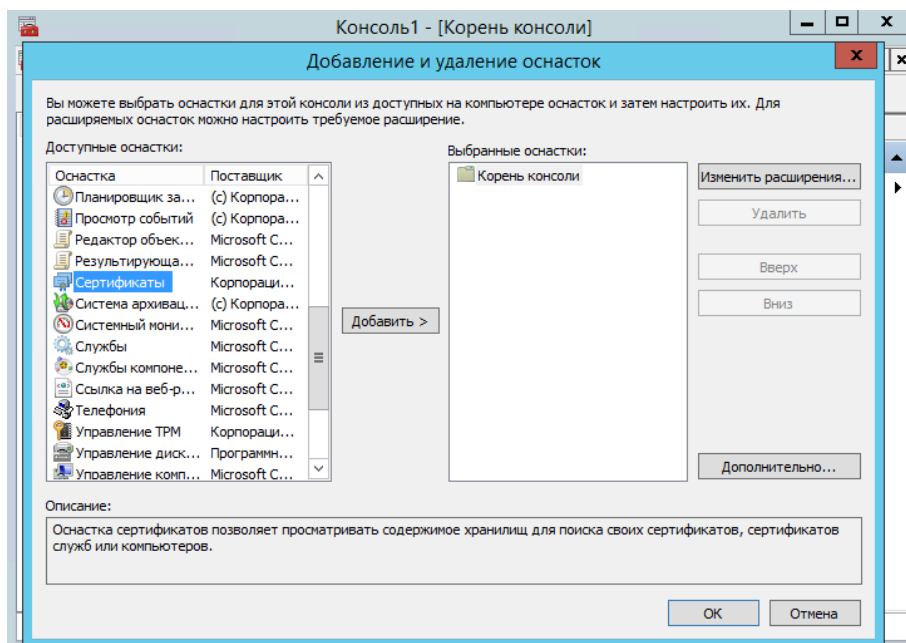 Консоль1 - [Корень консоли]
Добавление и удаление оснасток
Вы можете выбрать оснастки для этой консоли из доступных на компьютере оснасток и затем настроить их. Для
расширяемых оснасток можно настроить требуемое расширение.
Доступные оснастки:
Выбранные оснастки:
Оснастка Поставщик
Планировщик за... (c) Корпора...
Просмотр событий (c) Корпора...
Редактор объек... Microsoft C...
Результирующа... Microsoft C...
Сертификаты Корпораци...
Система архивац... (c) Корпора...
Системный мони... Microsoft C...
Службы Microsoft C...
Службы компоне... Microsoft C...
Ссылка на веб-р... Microsoft C...
Телефония Microsoft C...
Управление TPM Корпораци...
Управление диск... Программн...
Управление комп... Microsoft C...
Добавить >
Корень консоли
Изменить расширения...
Удалить
Вверх
Вниз
Дополнительно...
Описание:
Оснастка сертификатов позволяет просматривать содержимое хранилищ для поиска своих сертификатов, сертификатов
служб или компьютеров.
ОК
Отмена